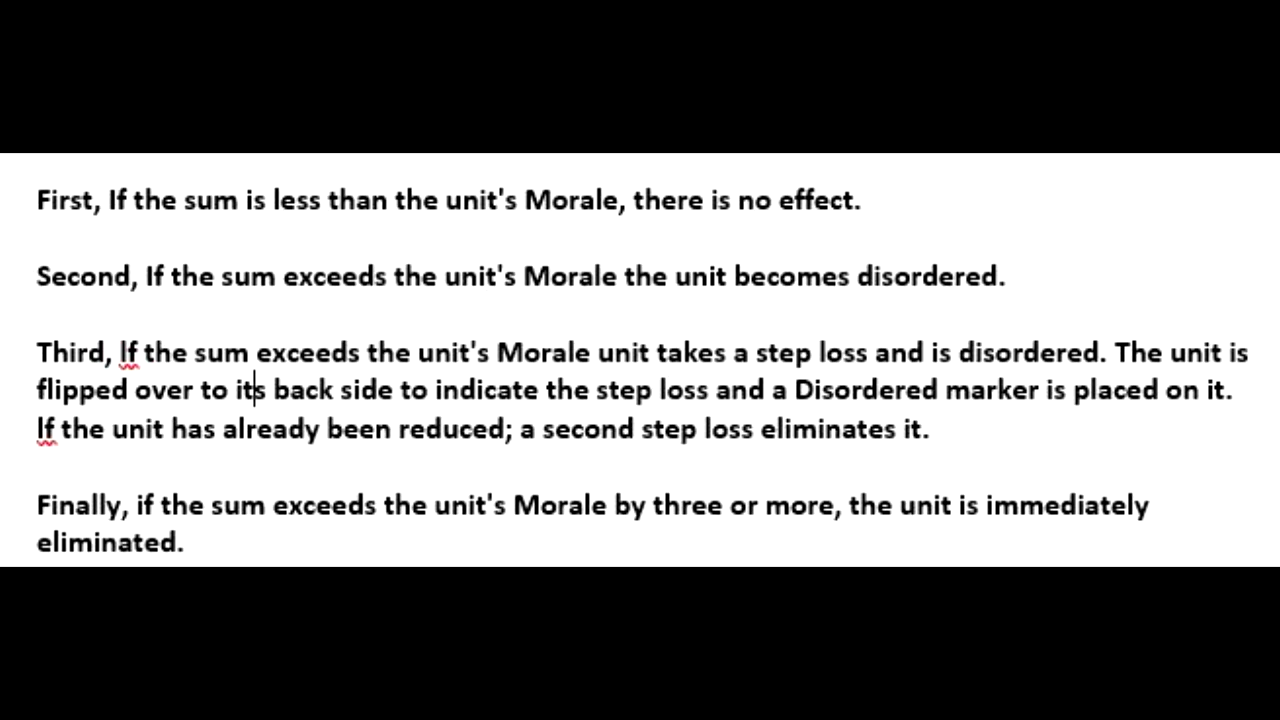 First, If the sum is less than the unit's Morale, there is no effect.
Second, If the sum exceeds the unit's Morale the unit becomes disordered.
Third, lf the sum exceeds the unit's Morale unit takes a step loss and is disordered. The unit is
flipped over to its back side to indicate the step loss and a Disordered marker is placed on it.
lf the unit has already been reduced; a second step loss eliminates it.
Finally, if the sum exceeds the unit's Morale by three or more, the unit is immediately
eliminated.